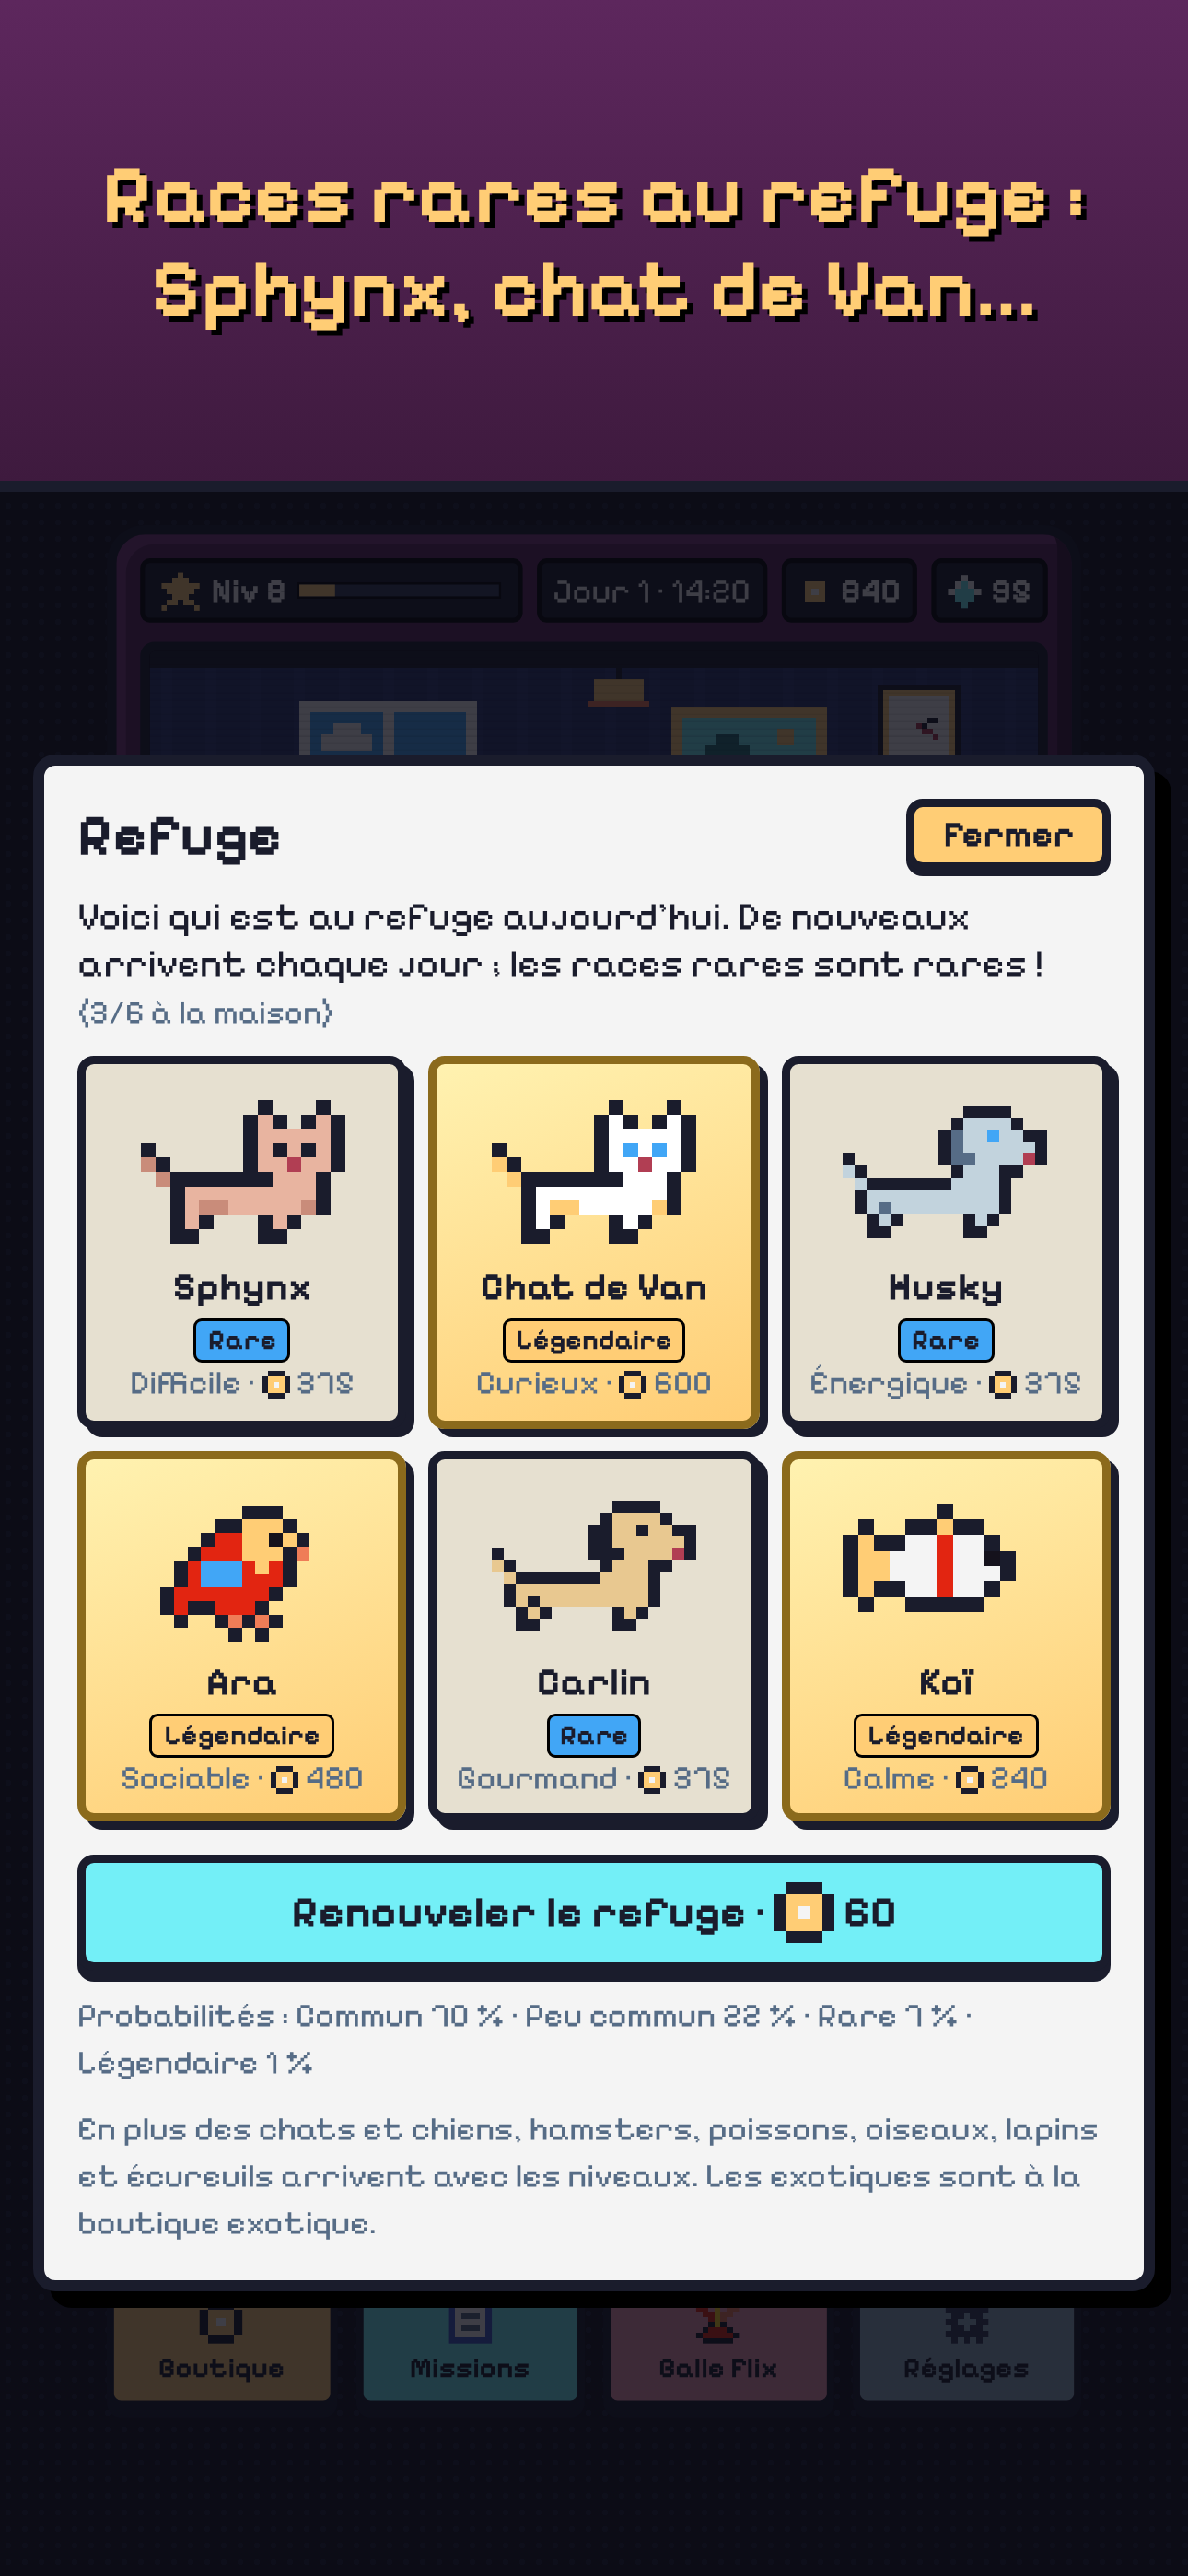 Races rares au refuge :
Sphynx, chat de Van...
Niv 8
Jour 1 · 14:20
840
95
Refuge
Fermer
Voici qui est au refuge aujourd'hui. De nouveaux
arrivent chaque jour ; les races rares sont rares !
(3/6 à la maison)
Sphynx
Rare
Difficile · 375
Chat de Van
Légendaire
Curieux · 600
Husky
Rare
Énergique · 375
Ara
Légendaire
Sociable · 480
Carlin
Rare
Gourmand · 375
Koï
Légendaire
Calme · 240
Renouveler le refuge · 60
Probabilités : Commun 70 % · Peu commun 22 % · Rare 7 % ·
Légendaire 1 %
En plus des chats et chiens, hamsters, poissons, oiseaux, lapins
et écureuils arrivent avec les niveaux. Les exotiques sont à la
boutique exotique.
Boutique
Missions
Balle Flix
Réglages